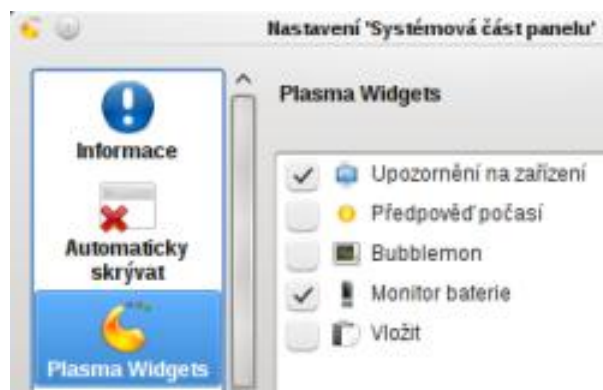 Nastavení 'Systémová část panelu'
Informace
Automaticky
skrývat
Plasma Widgets
Plasma Widgets
Upozornění na zařízení
Předpověď počasí
Bubblemon
Monitor baterie
Vložit